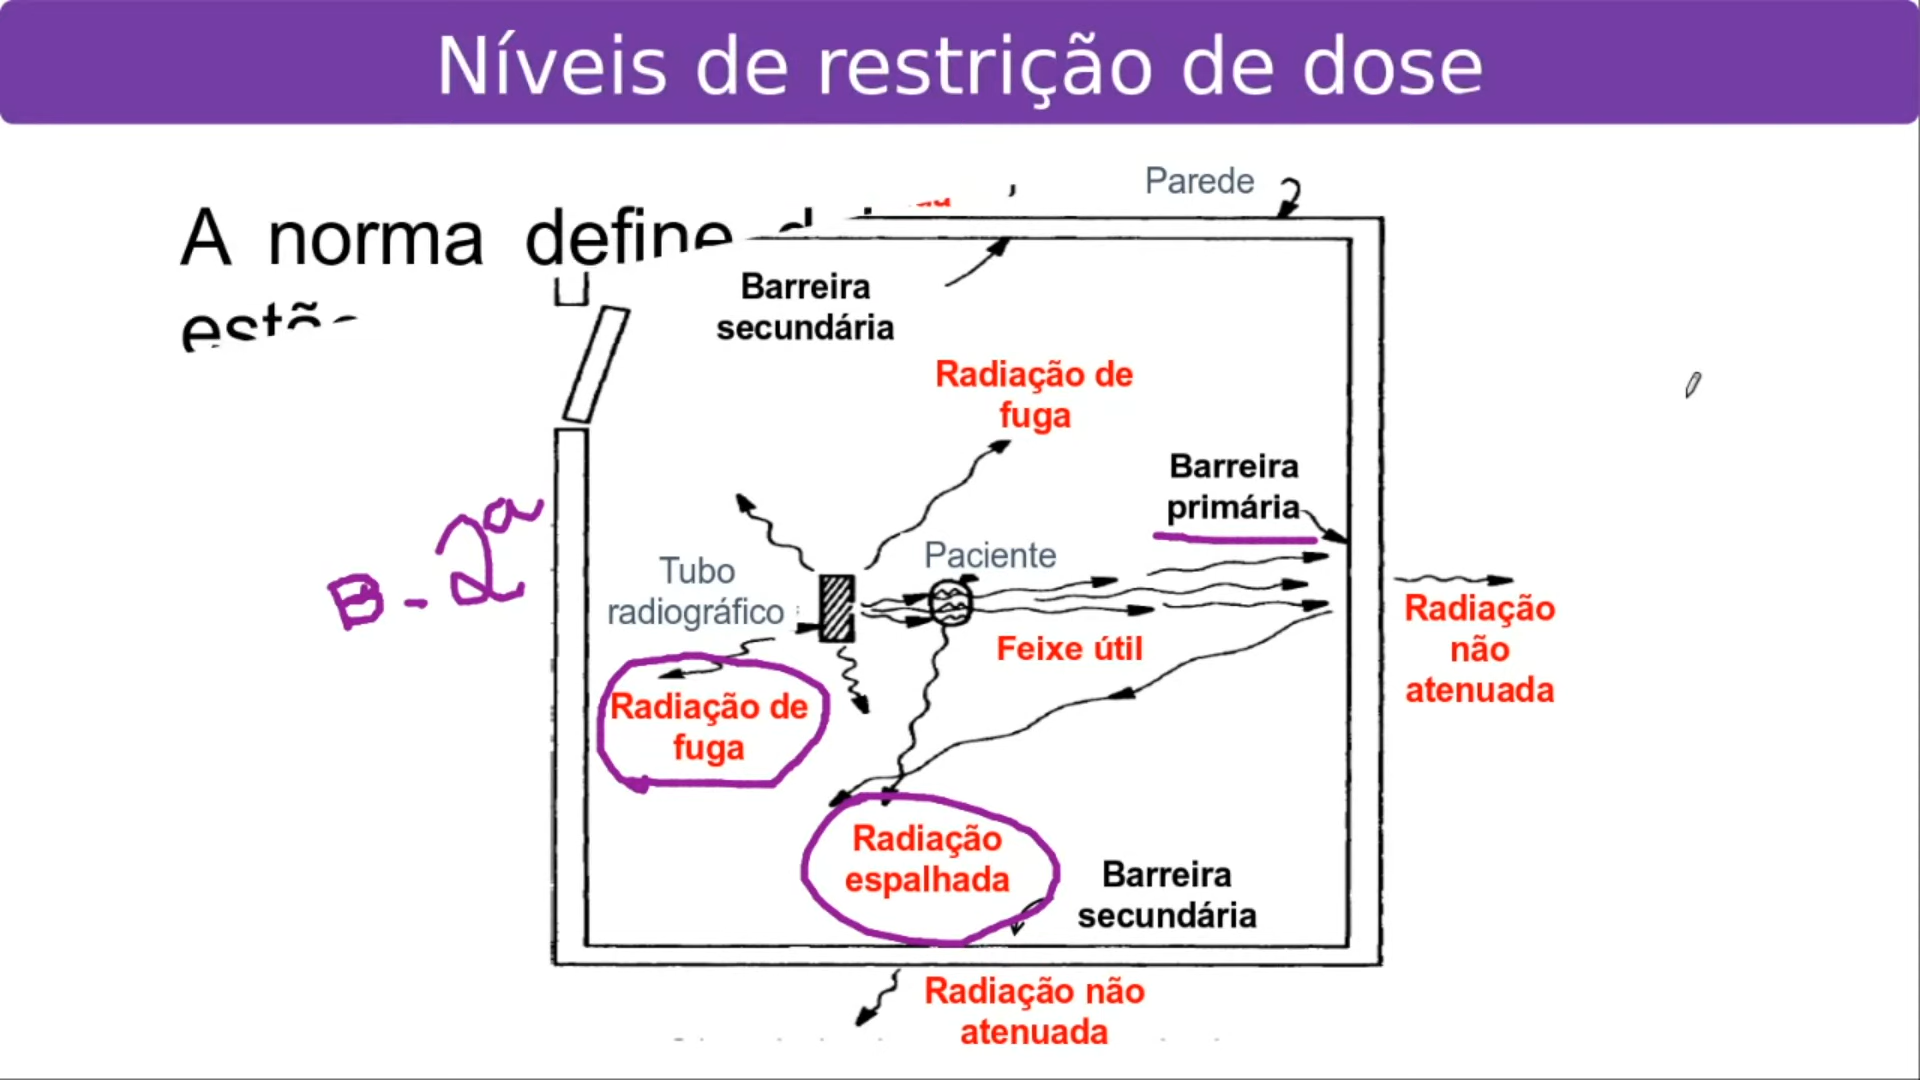 Níveis de restrição de dose
Parede
A norma define
Barreira
secundária
Radiação de
fuga
Barreira
primária
B-2ª
Tubo
radiográfico
Paciente
Feixe útil
Radiação
não
atenuada
Radiação de
fuga
Radiação
espalhada
Barreira
secundária
Radiação não
atenuada